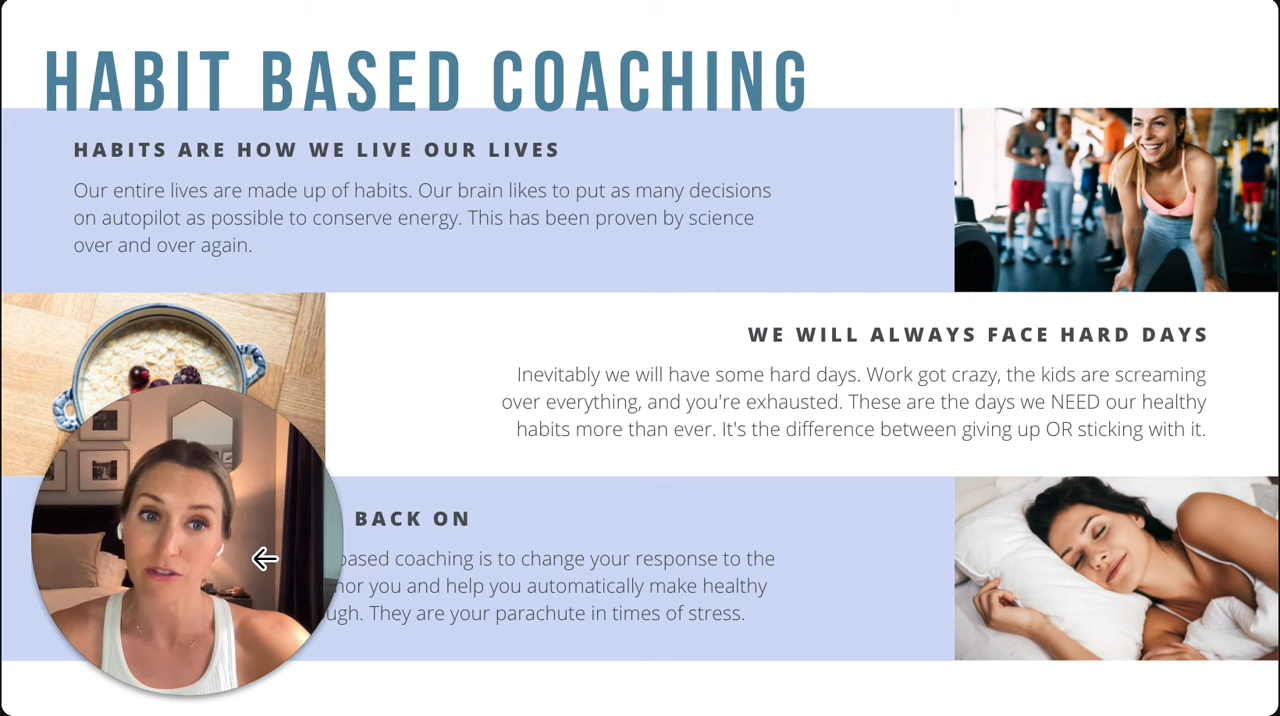 HABIT BASED COACHING
HABITS ARE HOW WE LIVE OUR LIVES
Our entire lives are made up of habits. Our brain likes to put as many decisions
on autopilot as possible to conserve energy. This has been proven by science
over and over again.
WE WILL ALWAYS FACE HARD DAYS
Inevitably we will have some hard days. Work got crazy, the kids are screaming
over everything, and you're exhausted. These are the days we NEED our healthy
habits more than ever. It's the difference between giving up OR sticking with it.
BACK ON
based coaching is to change your response to the
you and help you automatically make healthy
They are your parachute in times of stress.